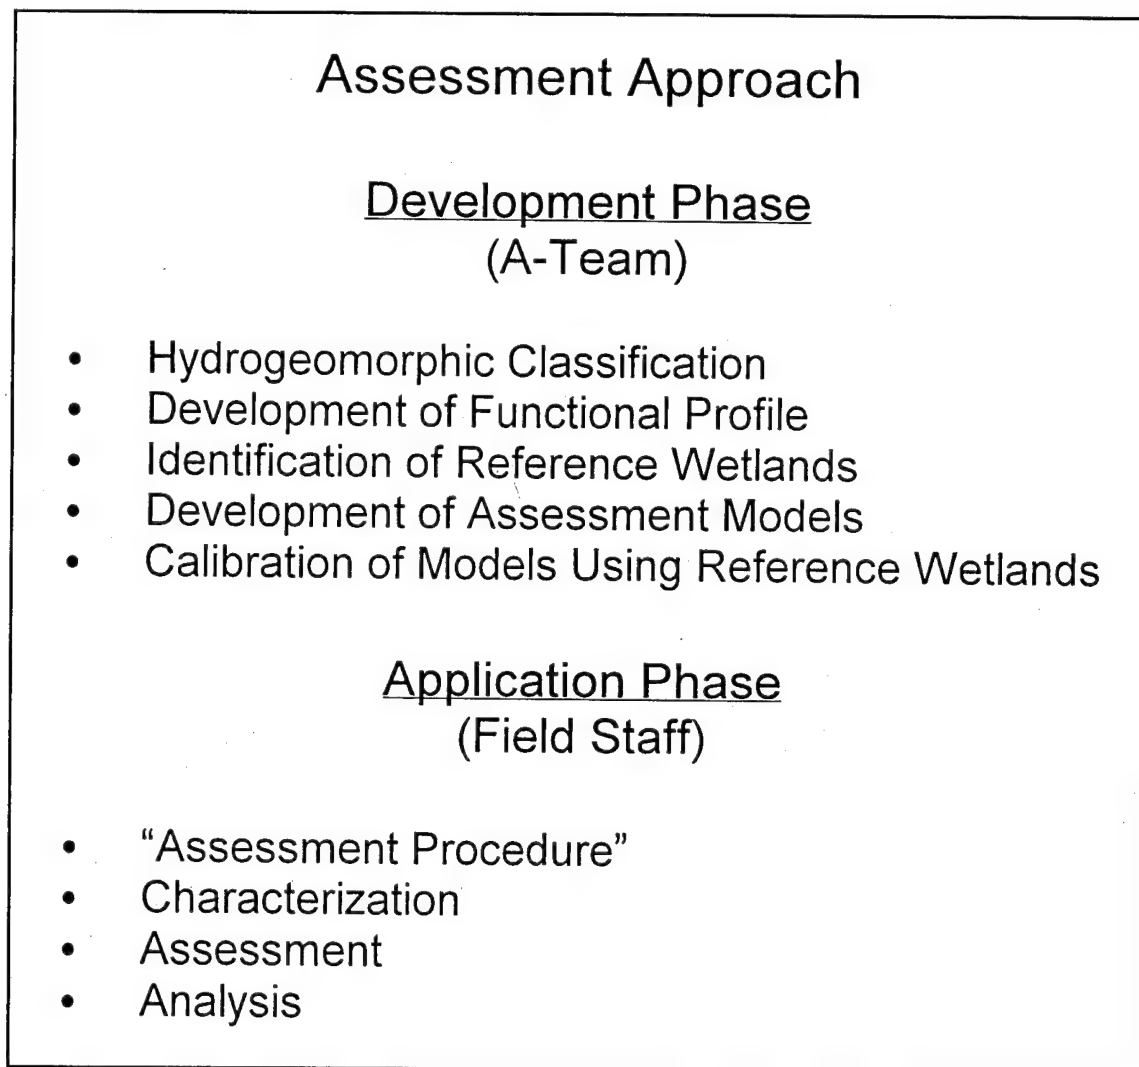 Assessment Approach
Development Phase
(A-Team)
• Hydrogeomorphic Classification
• Development of Functional Profile
• Identification of Reference Wetlands
• Development of Assessment Models
• Calibration of Models Using Reference Wetlands
Application Phase
(Field Staff)
• “Assessment Procedure”
• Characterization
• Assessment
• Analysis